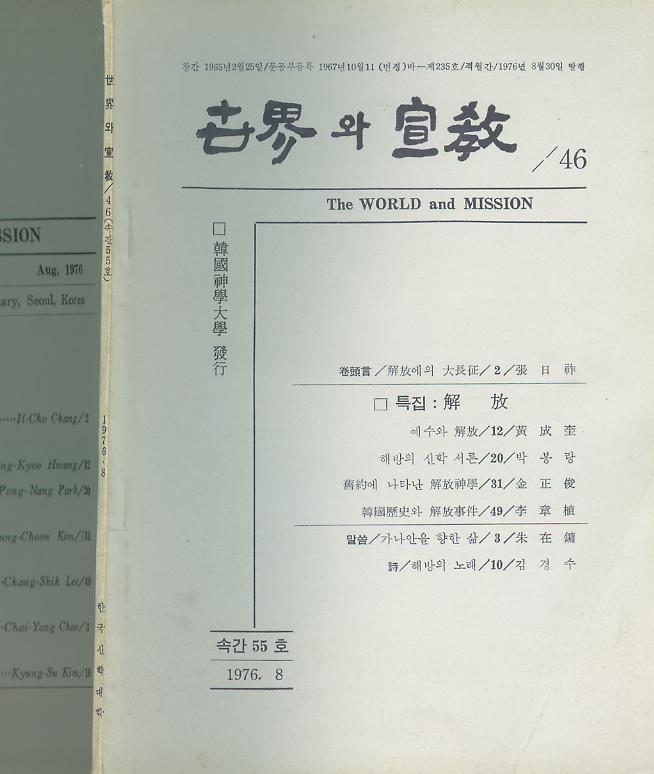 창간 1965년2월25일/문공부등록 1967년10월11 (변경)바―제235호/격월간/1976년 8월30일 발행
世界와 宣教
/46
The WORLD and MISSION
□ 韓國神學大學 發行
卷頭言/解放에의 大長征/2/張 日 祚
□ 특집 : 解 放
예수와 解放/12/黃 成 奎
해방의 신학 서론/20/박 봉 랑
舊約에 나타난 解放神學/31/金 正 俊
韓國歷史와 解放事件/49/李 章 植
말씀/가나안을 향한 삶/3/朱 在 鏞
詩/해방의 노래/10/김 경 수
속간 55 호
1976. 8
世界와 宣教/46(속간55호)
1976.8
한국신학대학
SSION
Aug, 1976
ary, Seoul, Korea
Il-Cho Chang/2
ng-Kyoo Hwang/12
Pong-Nang Park/20
ung-Choon Kim/31
Chang-Shik Lee/49
Chai-Yong Choo/3
Kyung-Su Kim/10